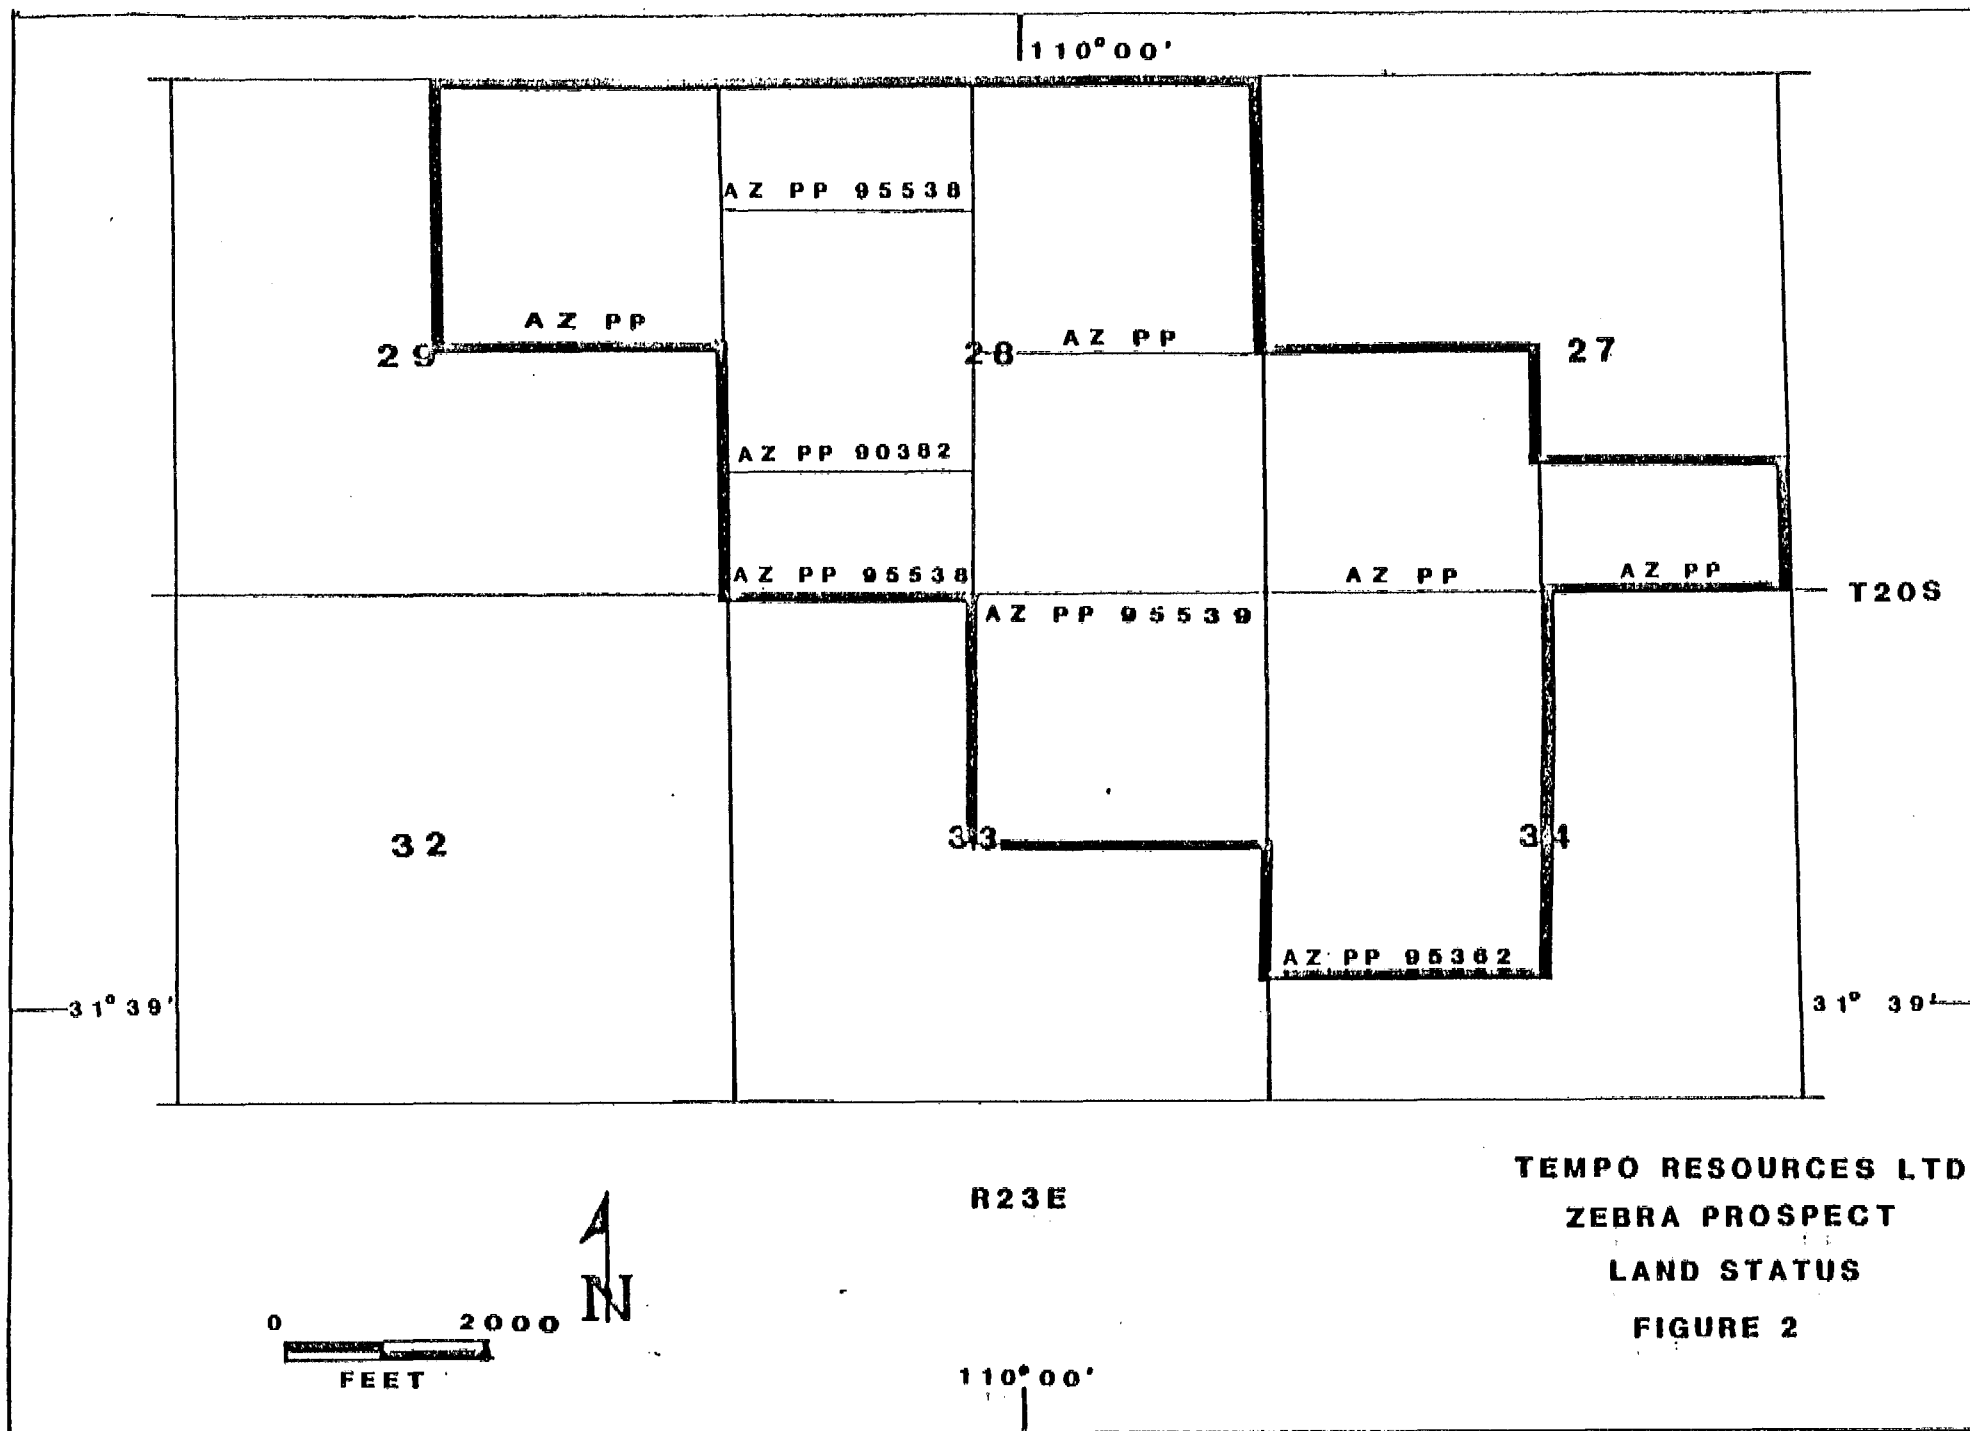 110°00'
AZ PP 95538
AZ PP
29
28
AZ PP
27
AZ PP 90382
AZ PP 95538
AZ PP
AZ PP
T20S
AZ PP 95539
32
33
34
AZ PP 95362
31° 39'
31° 39'
R23E
TEMPO RESOURCES LTD
ZEBRA PROSPECT
LAND STATUS
FIGURE 2
N
0 2000
FEET
110°00'